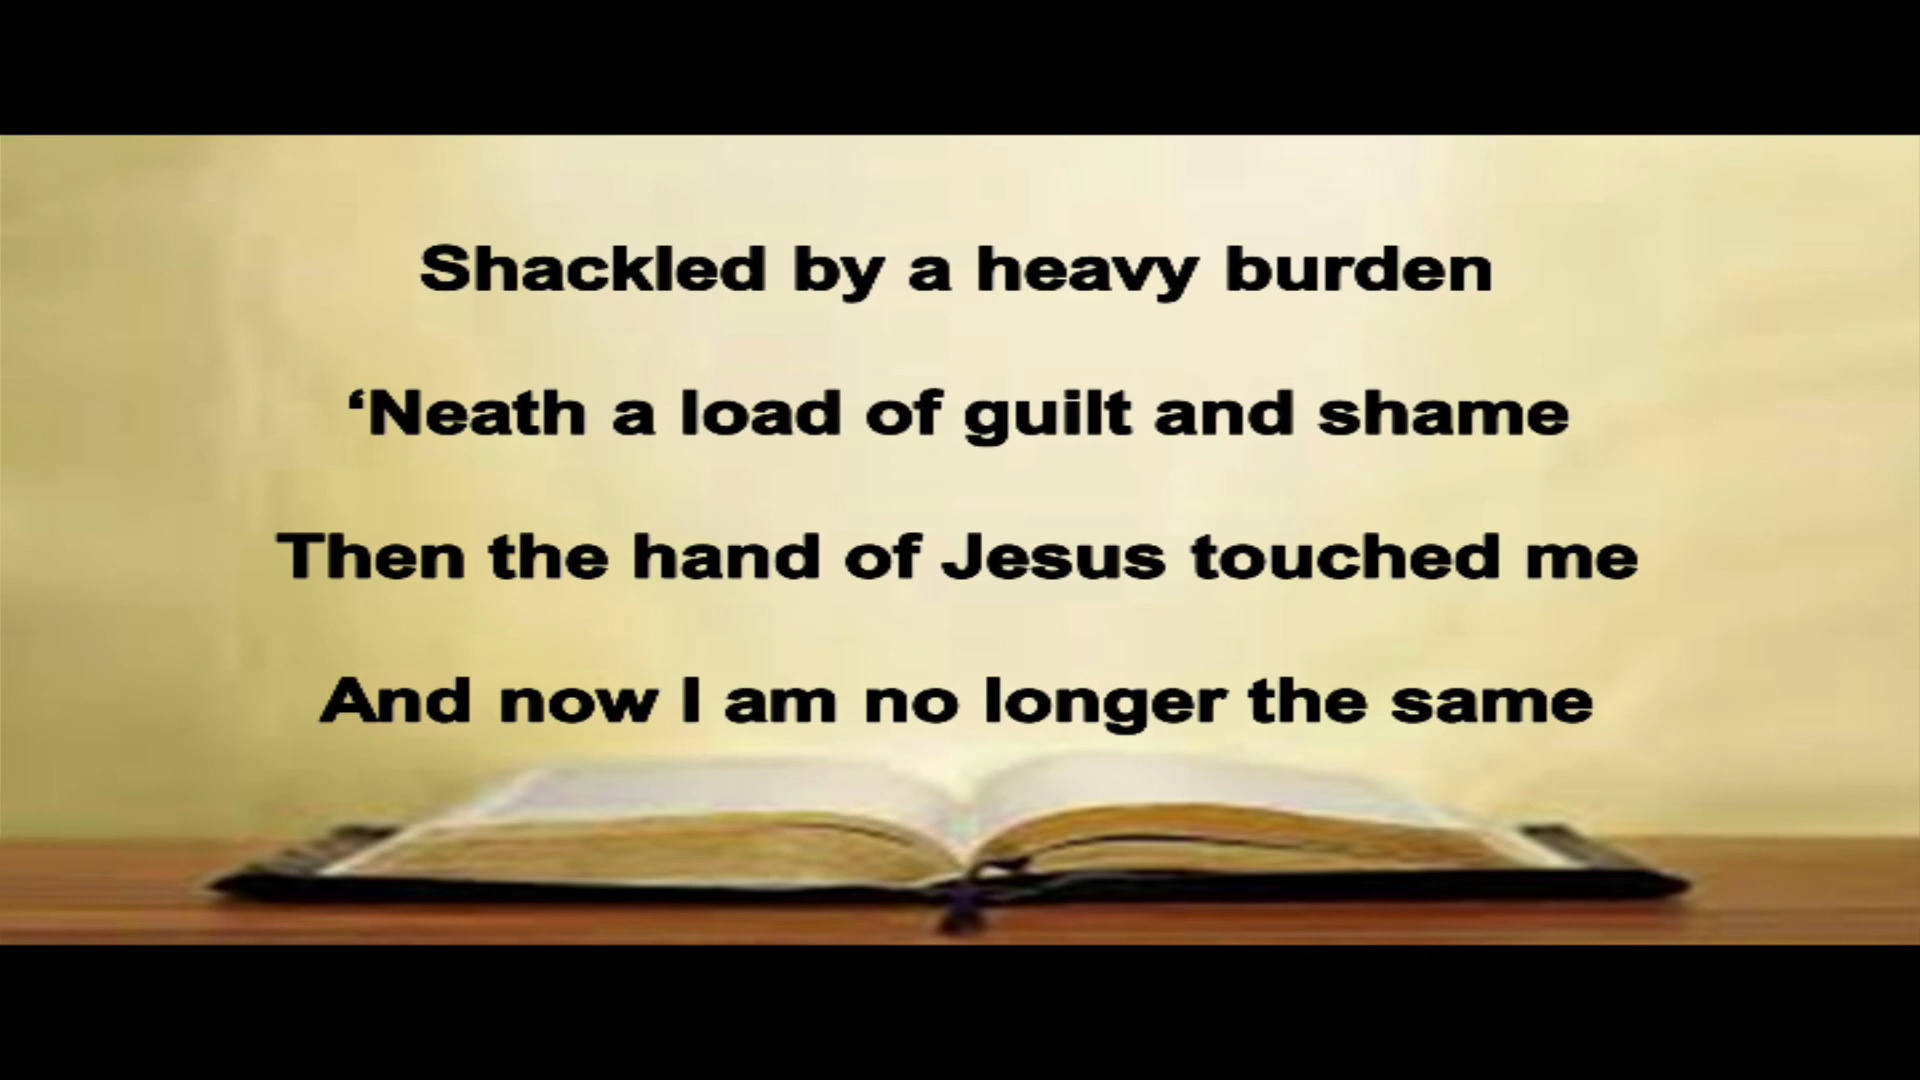 Shackled by a heavy burden
‘Neath a load of guilt and shame
Then the hand of Jesus touched me
And now I am no longer the same